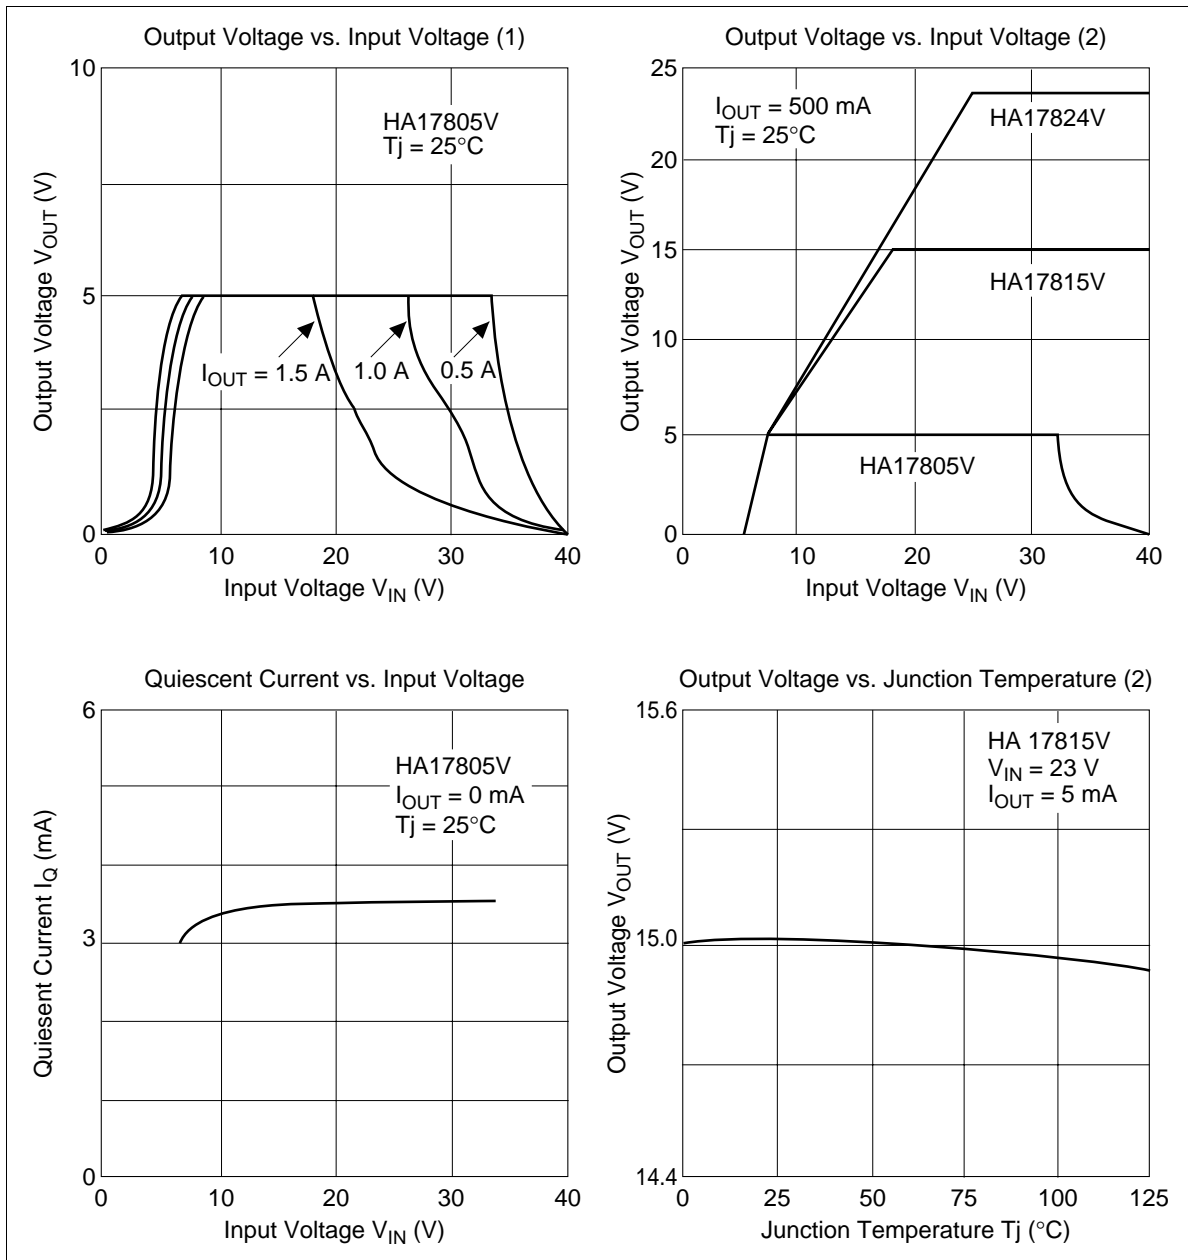 Output Voltage vs. Input Voltage (1)
10
5
0
0
10
20
30
40
Output Voltage VOUT (V)
HA17805V
Tj = 25°C
IOUT = 1.5 A
1.0 A
0.5 A
Input Voltage VIN (V)
Output Voltage vs. Input Voltage (2)
25
20
15
10
5
0
0
10
20
30
40
Output Voltage VOUT (V)
IOUT = 500 mA
Tj = 25°C
HA17824V
HA17815V
HA17805V
Input Voltage VIN (V)
Quiescent Current vs. Input Voltage
6
3
0
0
10
20
30
40
Quiesent Current IQ (mA)
HA17805V
IOUT = 0 mA
Tj = 25°C
Input Voltage VIN (V)
Output Voltage vs. Junction Temperature (2)
15.6
15.0
14.4
0
25
50
75
100
125
Output Voltage VOUT (V)
HA 17815V
VIN = 23 V
IOUT = 5 mA
Junction Temperature Tj (°C)